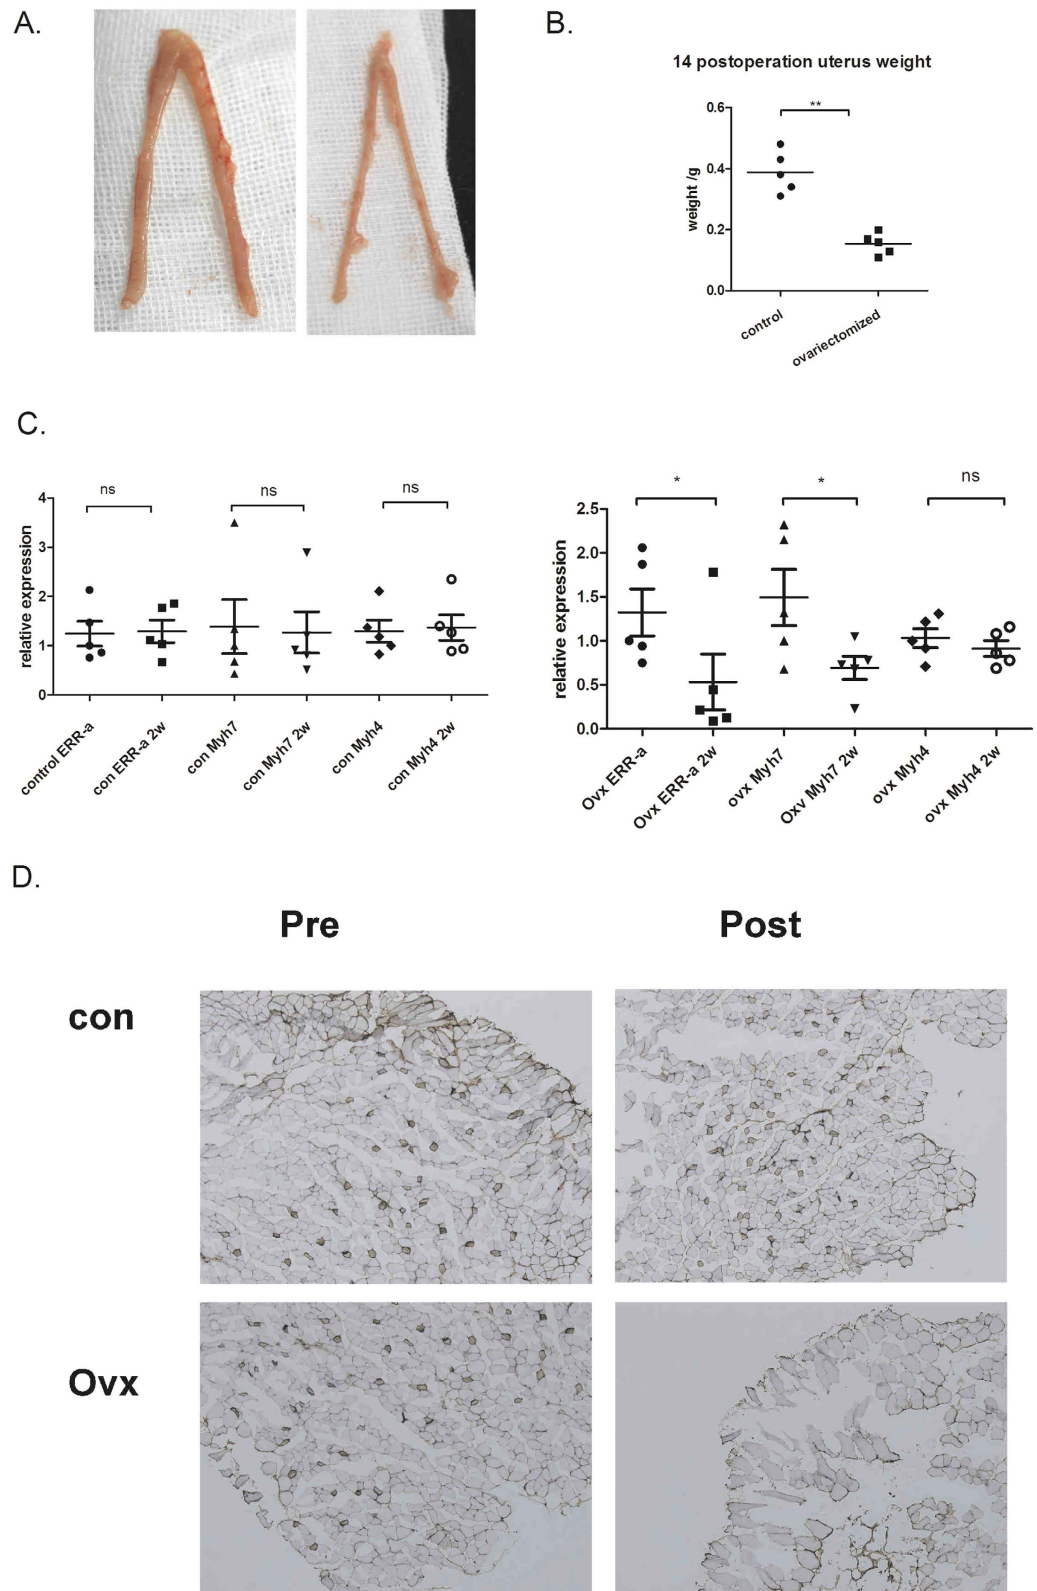 A.
B.
14 postoperation uterus weight
**
0.6
0.4
0.2
0.0
weight /g
control
ovariectomized
C.
ns
ns
ns
4
3
2
1
0
relative expression
control ERR-a
con ERR-a 2w
con Myh7
con Myh7 2w
con Myh4
con Myh4 2w
*
*
ns
2.5
2.0
1.5
1.0
0.5
0.0
relative expression
Ovx ERR-a
Ovx ERR-a 2w
ovx Myh7
Oxv Myh7 2w
ovx Myh4
ovx Myh4 2w
D.
Pre
Post
con
Ovx